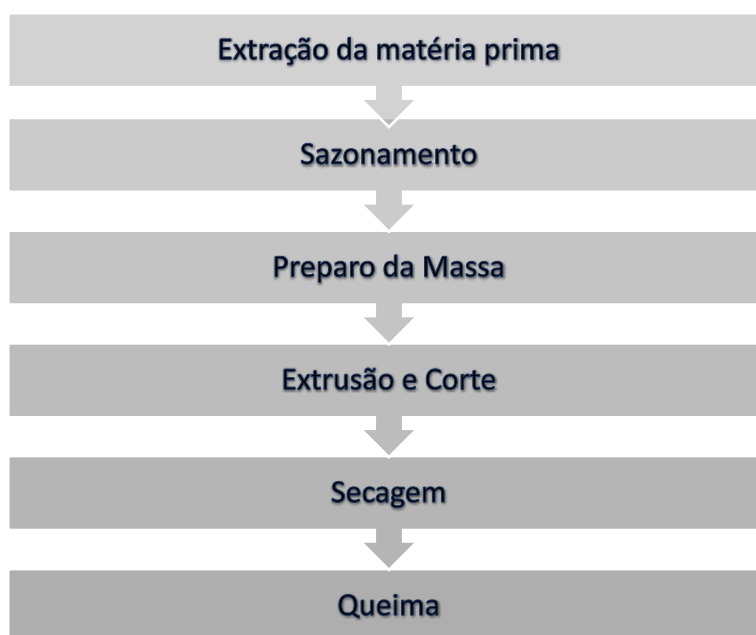 Extração da matéria prima
Sazonamento
Preparo da Massa
Extrusão e Corte
Secagem
Queima